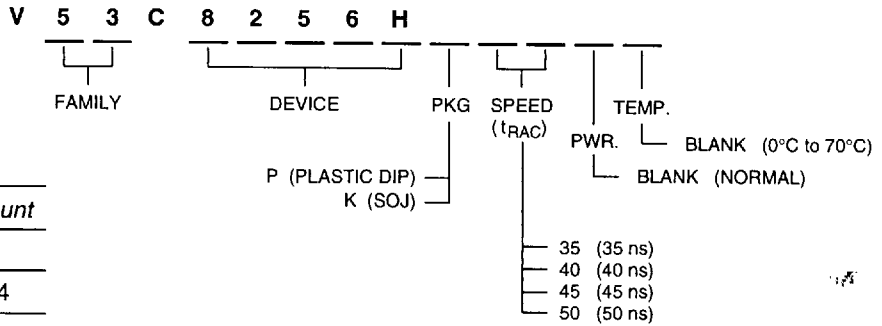 V 5 3 C 8 2 5 6 H
FAMILY DEVICE PKG SPEED (tRAC) PWR. TEMP.
BLANK (0°C to 70°C)
BLANK (NORMAL)
P (PLASTIC DIP)
K (SOJ)
unt
4
35 (35 ns)
40 (40 ns)
45 (45 ns)
50 (50 ns)